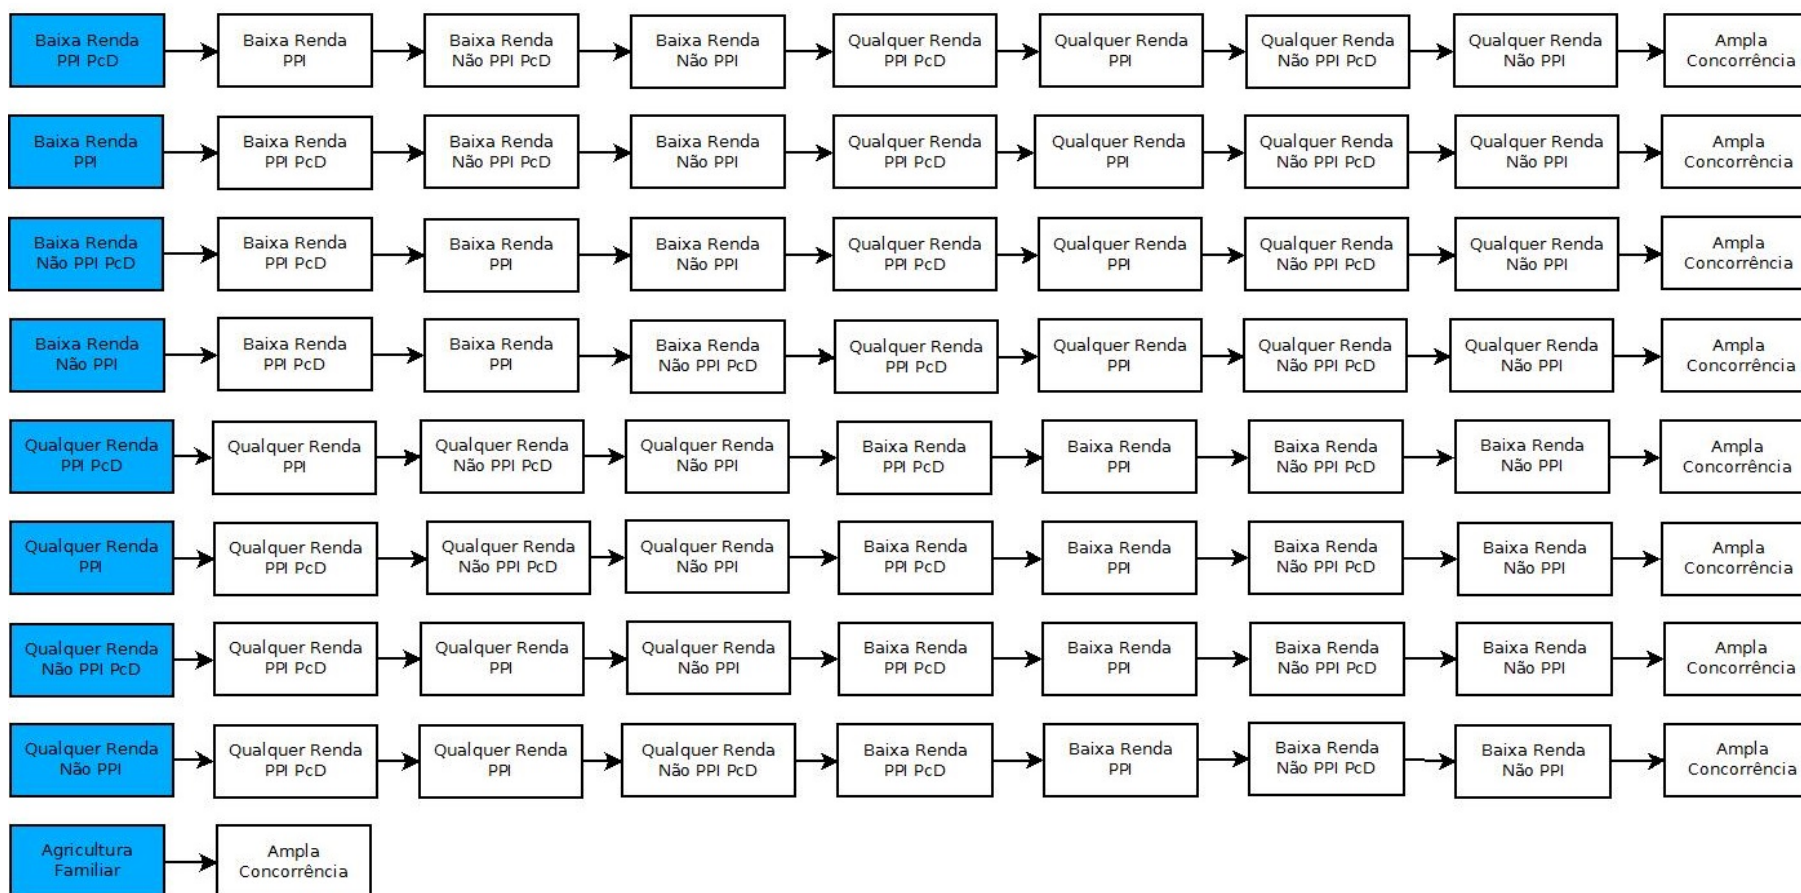 Baixa Renda
PPI PcD
Baixa Renda
PPI
Baixa Renda
Não PPI PcD
Baixa Renda
Não PPI
Qualquer Renda
PPI PcD
Qualquer Renda
PPI
Qualquer Renda
Não PPI PcD
Qualquer Renda
Não PPI
Ampla
Concorrência
Baixa Renda
PPI
Baixa Renda
PPI PcD
Baixa Renda
Não PPI PcD
Baixa Renda
Não PPI
Qualquer Renda
PPI PcD
Qualquer Renda
PPI
Qualquer Renda
Não PPI PcD
Qualquer Renda
Não PPI
Ampla
Concorrência
Baixa Renda
Não PPI PcD
Baixa Renda
PPI PcD
Baixa Renda
PPI
Baixa Renda
Não PPI
Qualquer Renda
PPI PcD
Qualquer Renda
PPI
Qualquer Renda
Não PPI PcD
Qualquer Renda
Não PPI
Ampla
Concorrência
Baixa Renda
Não PPI
Baixa Renda
PPI PcD
Baixa Renda
PPI
Baixa Renda
Não PPI PcD
Qualquer Renda
PPI PcD
Qualquer Renda
PPI
Qualquer Renda
Não PPI PcD
Qualquer Renda
Não PPI
Ampla
Concorrência
Qualquer Renda
PPI PcD
Qualquer Renda
PPI
Qualquer Renda
Não PPI PcD
Qualquer Renda
Não PPI
Baixa Renda
PPI PcD
Baixa Renda
PPI
Baixa Renda
Não PPI PcD
Baixa Renda
Não PPI
Ampla
Concorrência
Qualquer Renda
PPI
Qualquer Renda
PPI PcD
Qualquer Renda
Não PPI PcD
Qualquer Renda
Não PPI
Baixa Renda
PPI PcD
Baixa Renda
PPI
Baixa Renda
Não PPI PcD
Baixa Renda
Não PPI
Ampla
Concorrência
Qualquer Renda
Não PPI PcD
Qualquer Renda
PPI PcD
Qualquer Renda
PPI
Qualquer Renda
Não PPI
Baixa Renda
PPI PcD
Baixa Renda
PPI
Baixa Renda
Não PPI PcD
Baixa Renda
Não PPI
Ampla
Concorrência
Qualquer Renda
Não PPI
Qualquer Renda
PPI PcD
Qualquer Renda
PPI
Qualquer Renda
Não PPI PcD
Baixa Renda
PPI PcD
Baixa Renda
PPI
Baixa Renda
Não PPI PcD
Baixa Renda
Não PPI
Ampla
Concorrência
Agricultura
Familiar
Ampla
Concorrência